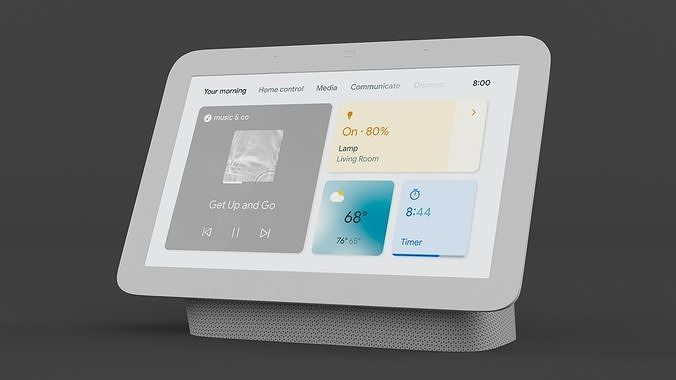 Your morning Home control Media Communicate Discover 8:00
music & co
Get Up and Go
On · 80%
Lamp
Living Room
68°
76° 65°
8:44
Timer